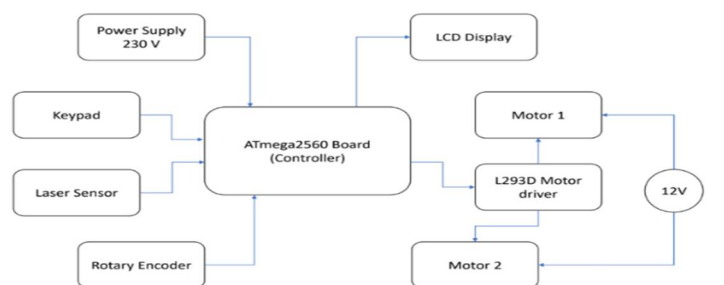 Power Supply
230 V
LCD Display
Keypad
Motor 1
ATmega2560 Board
(Controller)
Laser Sensor
L293D Motor
driver
12V
Rotary Encoder
Motor 2